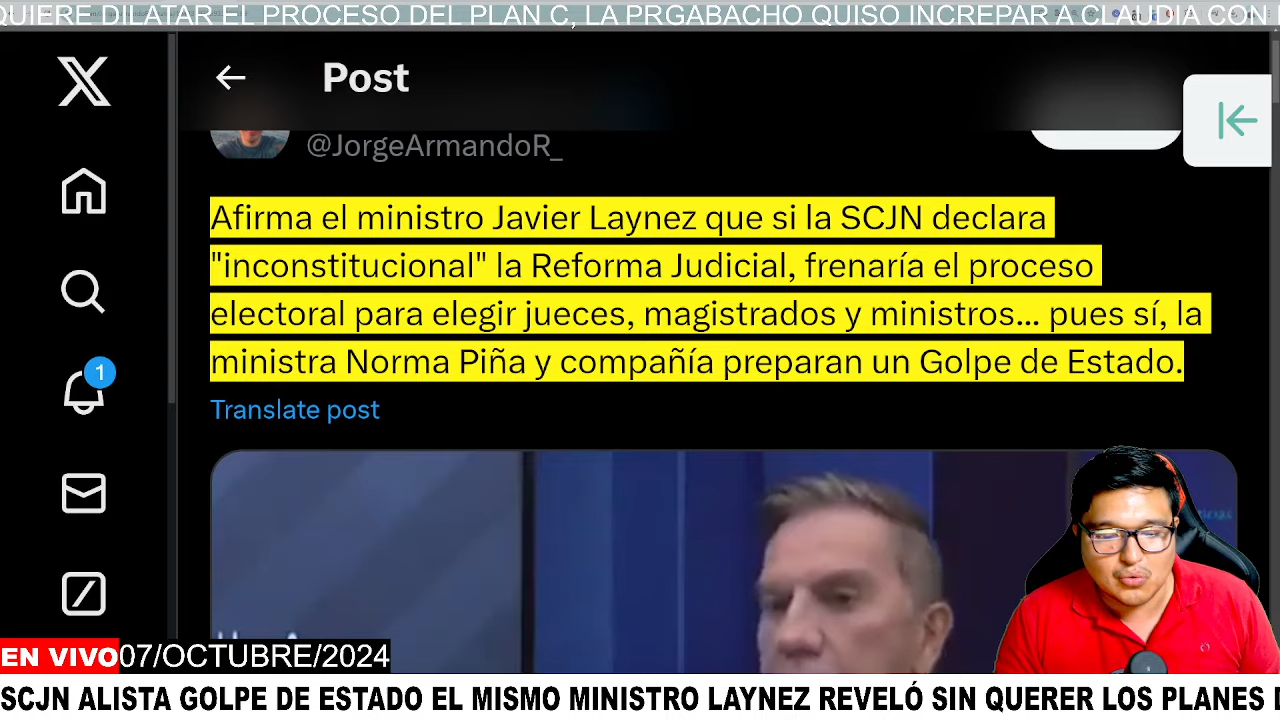 QUIERE DILATAR EL PROCESO DEL PLAN C, LA PRGABACHO QUISO INCREPAR A CLAUDIA CON
Post
@JorgeArmandoR_
Afirma el ministro Javier Laynez que si la SCJN declara
"inconstitucional" la Reforma Judicial, frenaría el proceso
electoral para elegir jueces, magistrados y ministros... pues sí, la
ministra Norma Piña y compañía preparan un Golpe de Estado.
Translate post
1
EN VIVO 07/OCTUBRE/2024
SCJN ALISTA GOLPE DE ESTADO EL MISMO MINISTRO LAYNEZ REVELÓ SIN QUERER LOS PLANES